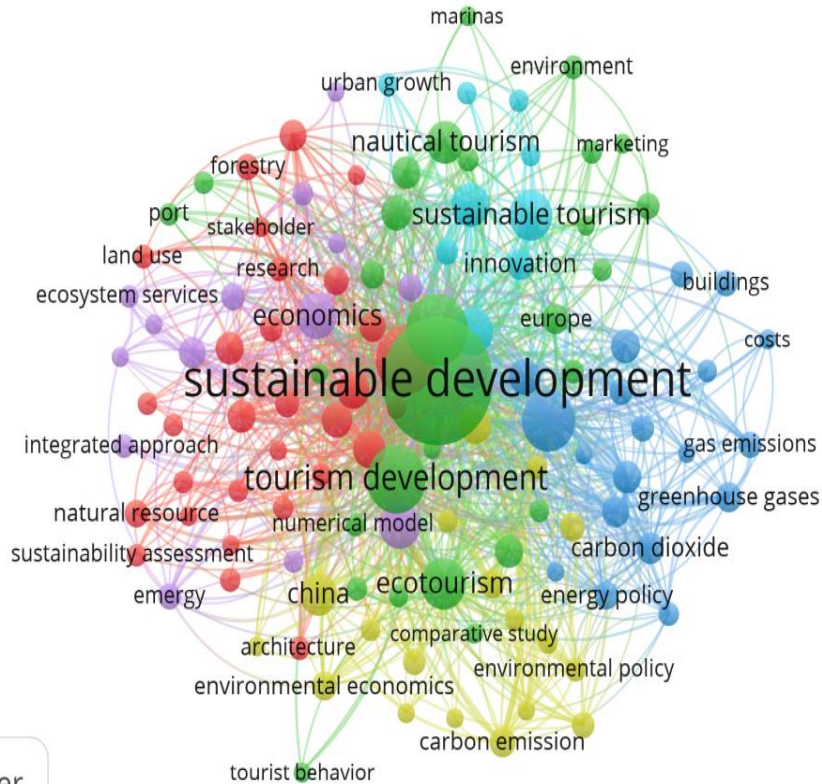 marinas
environment
urban growth
nautical tourism
marketing
forestry
port
sustainable tourism
stakeholder
land use
innovation
research
buildings
ecosystem services
economics
europe
costs
sustainable development
integrated approach
gas emissions
tourism development
greenhouse gases
natural resource
numerical model
carbon dioxide
sustainability assessment
ecotourism
china
emergy
energy policy
comparative study
architecture
environmental policy
environmental economics
carbon emission
tourist behavior